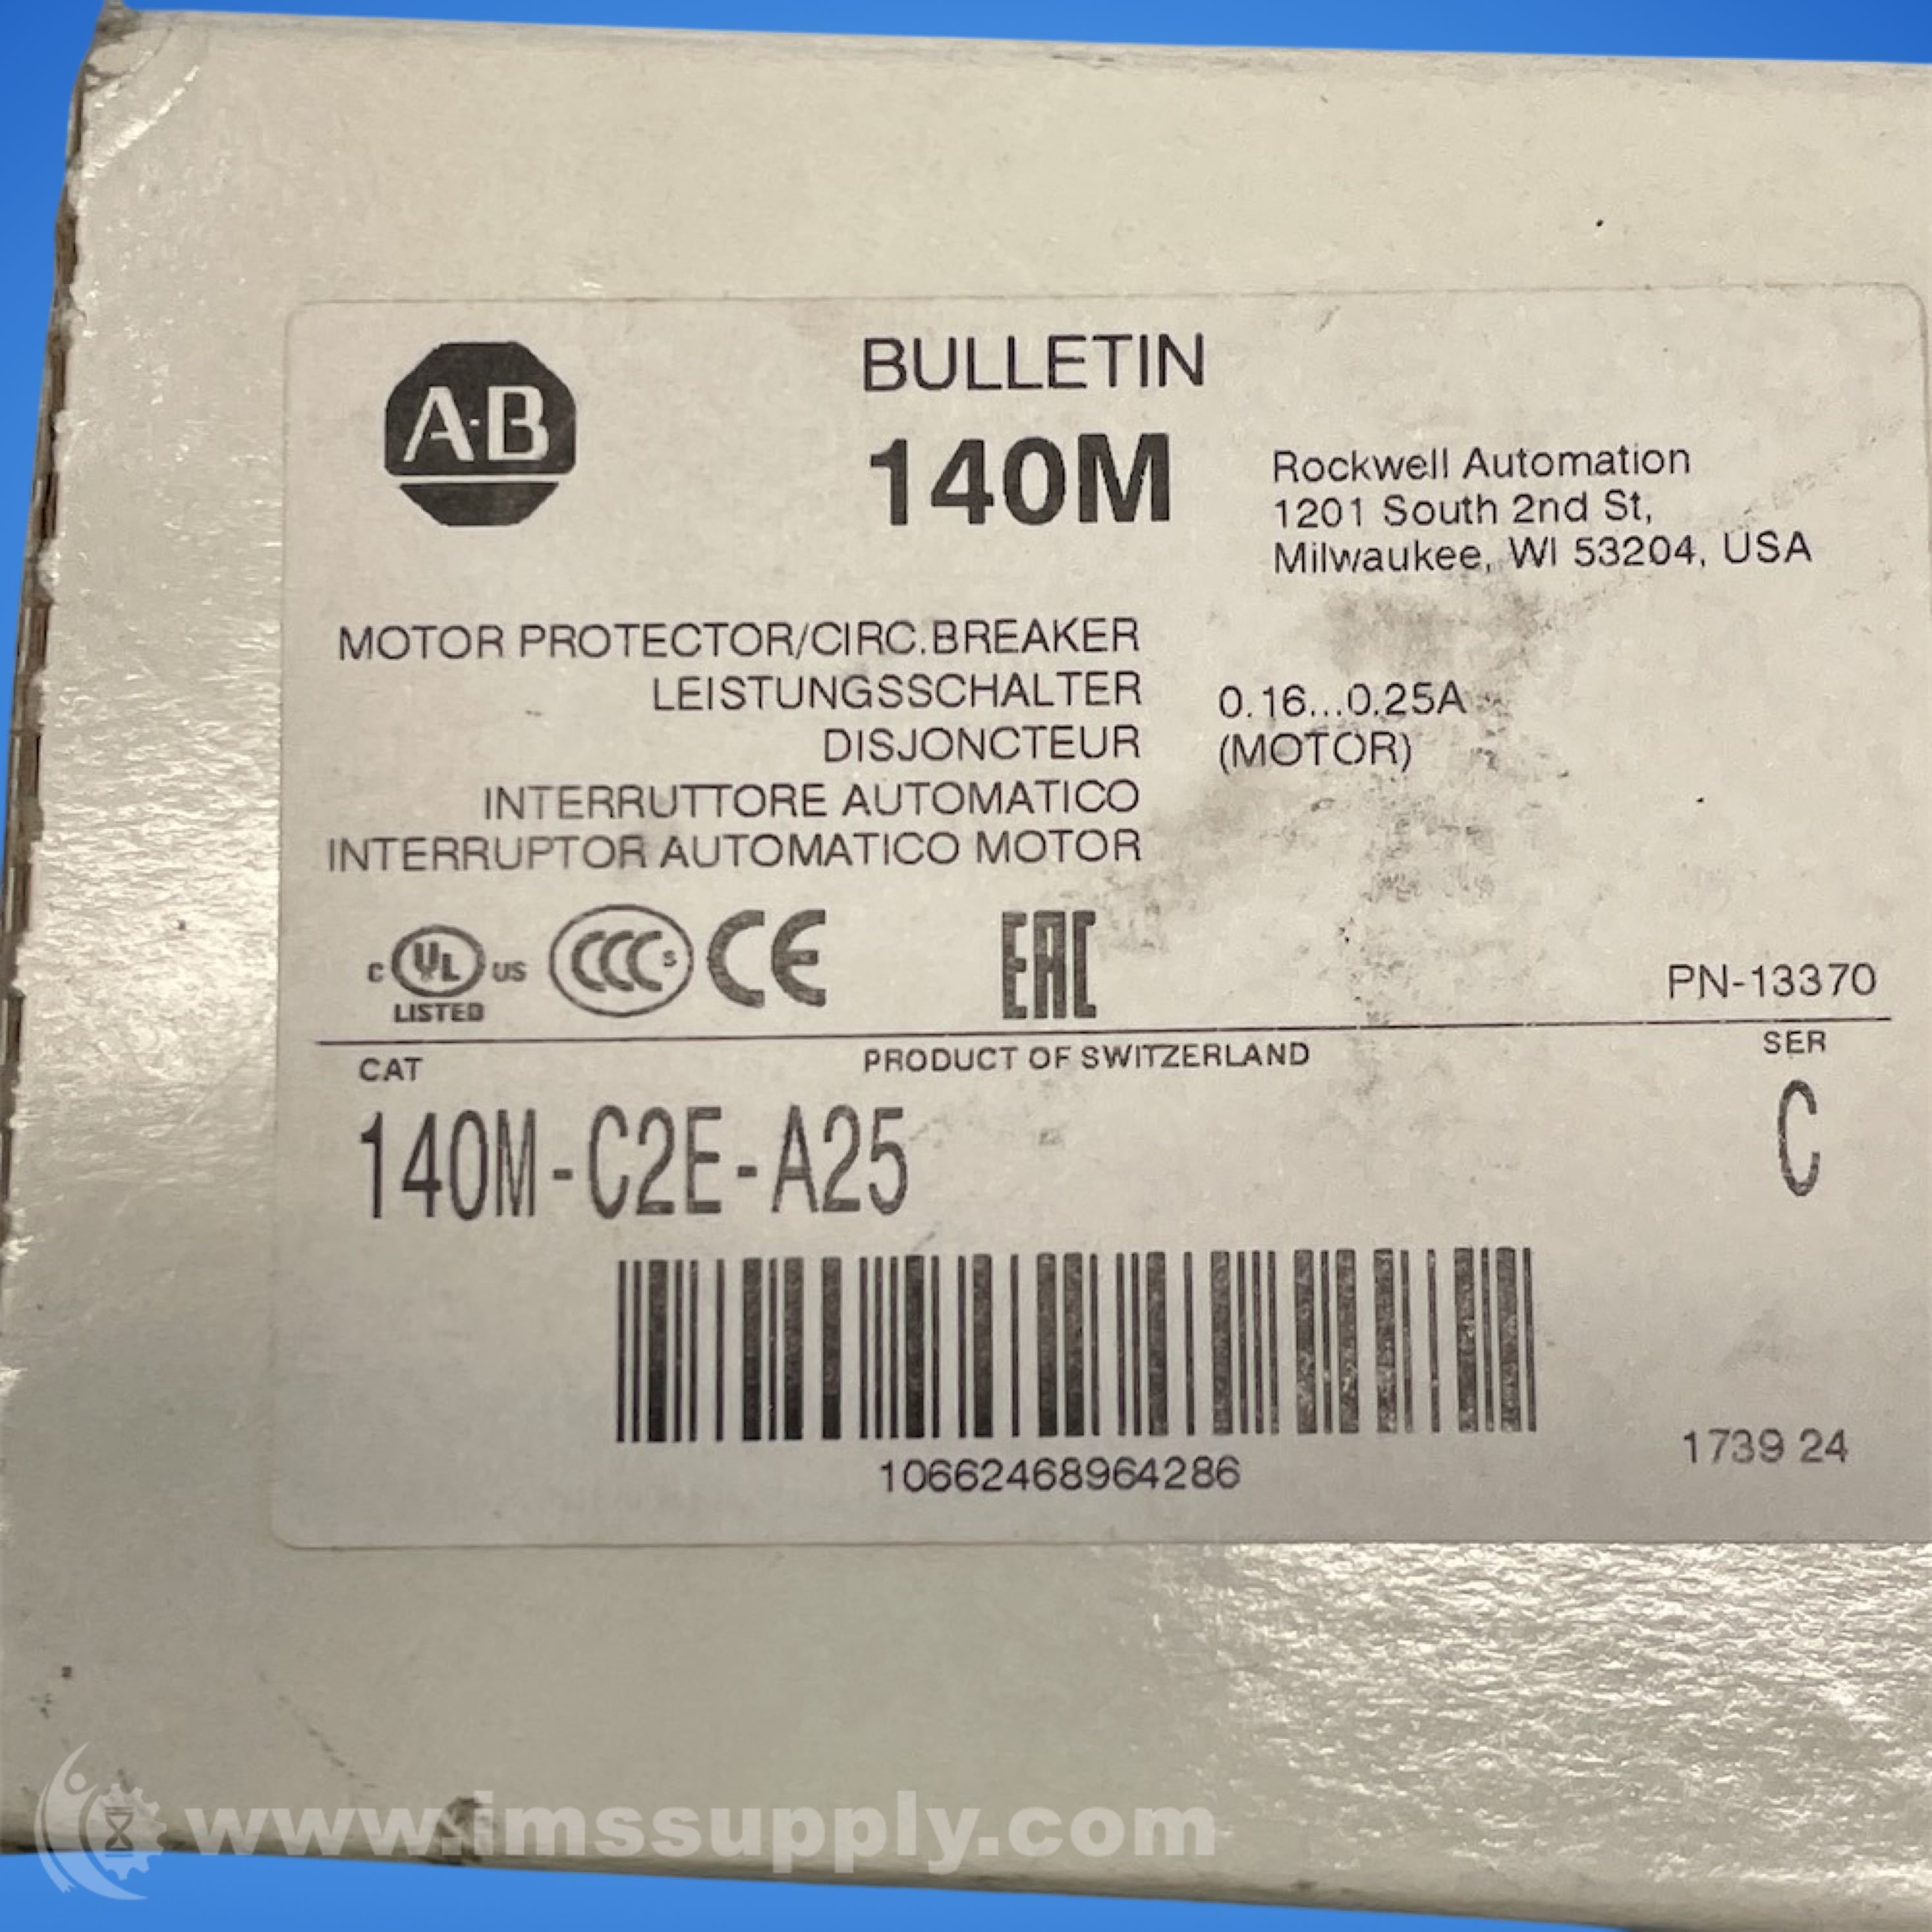 A-B
BULLETIN
140M
Rockwell Automation
1201 South 2nd St,
Milwaukee, WI 53204, USA
MOTOR PROTECTOR/CIRC.BREAKER
LEISTUNGSSCHALTER
DISJONCTEUR
INTERRUTTORE AUTOMATICO
INTERRUPTOR AUTOMATICO MOTOR
0.16...0.25A
(MOTOR)
c UL US
LISTED
CCC S
CE
EAC
PN-13370
CAT
PRODUCT OF SWITZERLAND
SER
140M-C2E-A25
C
10662468964286
1739 24
www.imssupply.com